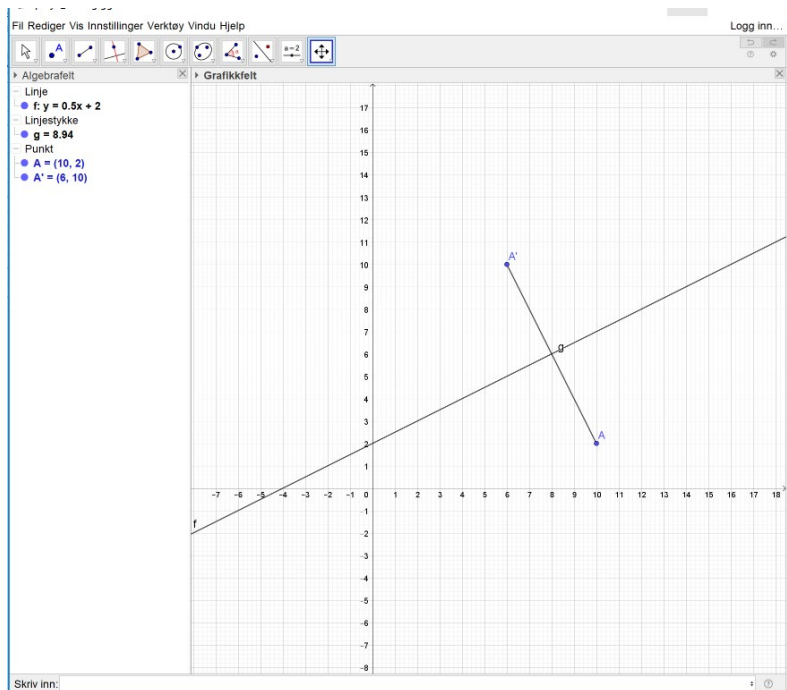 Fil Rediger Vis Innstillinger Verktøy Vindu Hjelp
Logg inn...
A
a=2
Algebrafelt
Grafikkfelt
Linje
f: y = 0.5x + 2
Linjestykke
g = 8.94
Punkt
A = (10, 2)
A' = (6, 10)
17
16
15
14
13
12
11
10
9
8
7
6
5
4
3
2
1
-7 -6 -5 -4 -3 -2 -1 0 1 2 3 4 5 6 7 8 9 10 11 12 13 14 15 16 17 18
-1
-2
-3
-4
-5
-6
-7
-8
A'
g
A
f
Skriv inn: